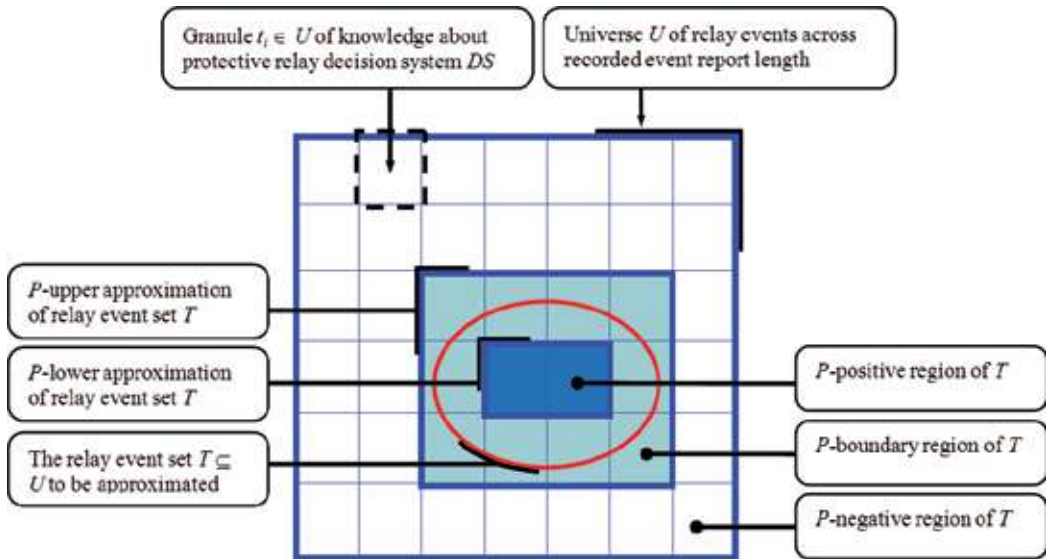 Granule tᵢ ∈ U of knowledge about
protective relay decision system DS
Universe U of relay events across
recorded event report length
P-upper approximation
of relay event set T
P-lower approximation
of relay event set T
The relay event set T ⊆
U to be approximated
P-positive region of T
P-boundary region of T
P-negative region of T